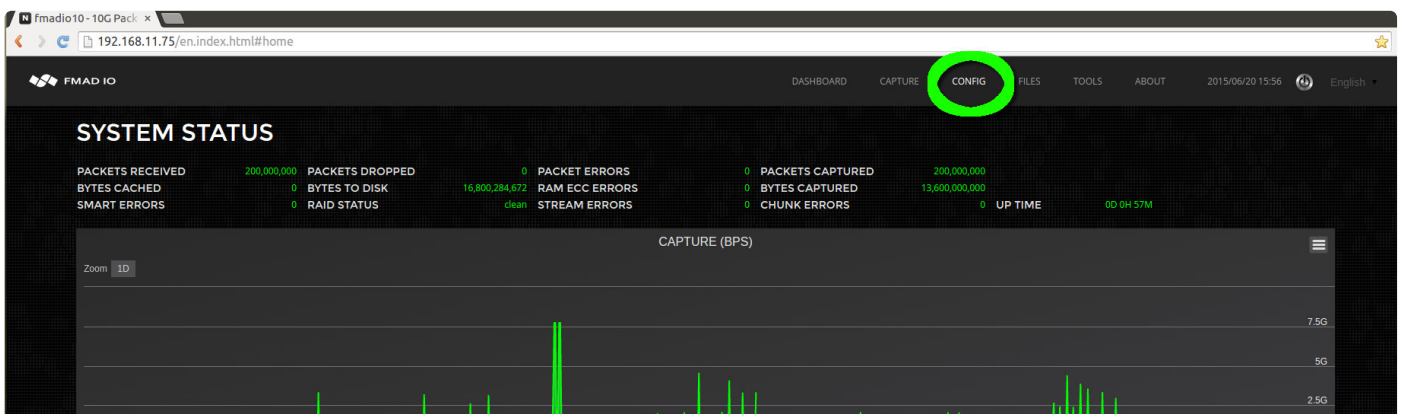 fmadio10 - 10G Pack ×
192.168.11.75/en.index.html#home
FMAD IO DASHBOARD CAPTURE CONFIG FILES TOOLS ABOUT 2015/06/20 15:56 English
SYSTEM STATUS
PACKETS RECEIVED 200,000,000 PACKETS DROPPED 0 PACKET ERRORS 0 PACKETS CAPTURED 200,000,000
BYTES CACHED 0 BYTES TO DISK 16,800,284,672 RAM ECC ERRORS 0 BYTES CAPTURED 13,600,000,000
SMART ERRORS 0 RAID STATUS clean STREAM ERRORS 0 CHUNK ERRORS 0 UP TIME 0D 0H 57M
CAPTURE (BPS)
Zoom 1D
7.5G
5G
2.5G